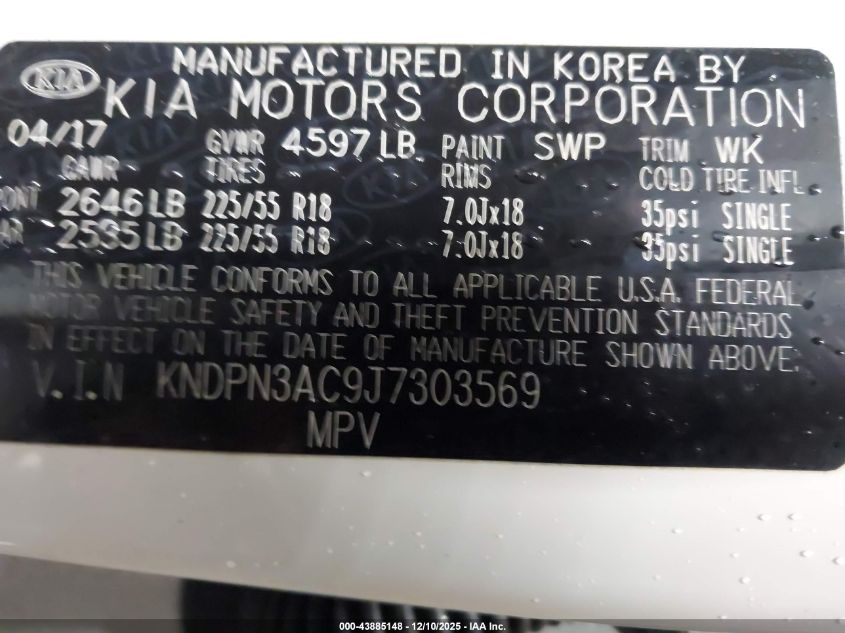 KIA
MANUFACTURED IN KOREA BY
KIA MOTORS CORPORATION
04/17 GVWR 4597 LB PAINT SWP TRIM WK
GAWR TIRES RIMS COLD TIRE INFL
2646 LB 225/55 R18 7.0Jx18 35psi SINGLE
2535 LB 225/55 R18 7.0Jx18 35psi SINGLE
THIS VEHICLE CONFORMS TO ALL APPLICABLE U.S.A. FEDERAL
MOTOR VEHICLE SAFETY AND THEFT PREVENTION STANDARDS
IN EFFECT ON THE DATE OF MANUFACTURE SHOWN ABOVE.
V.I.N KNDPN3AC9J7303569
MPV
000-43885148 - 12/10/2025 - IAA Inc.